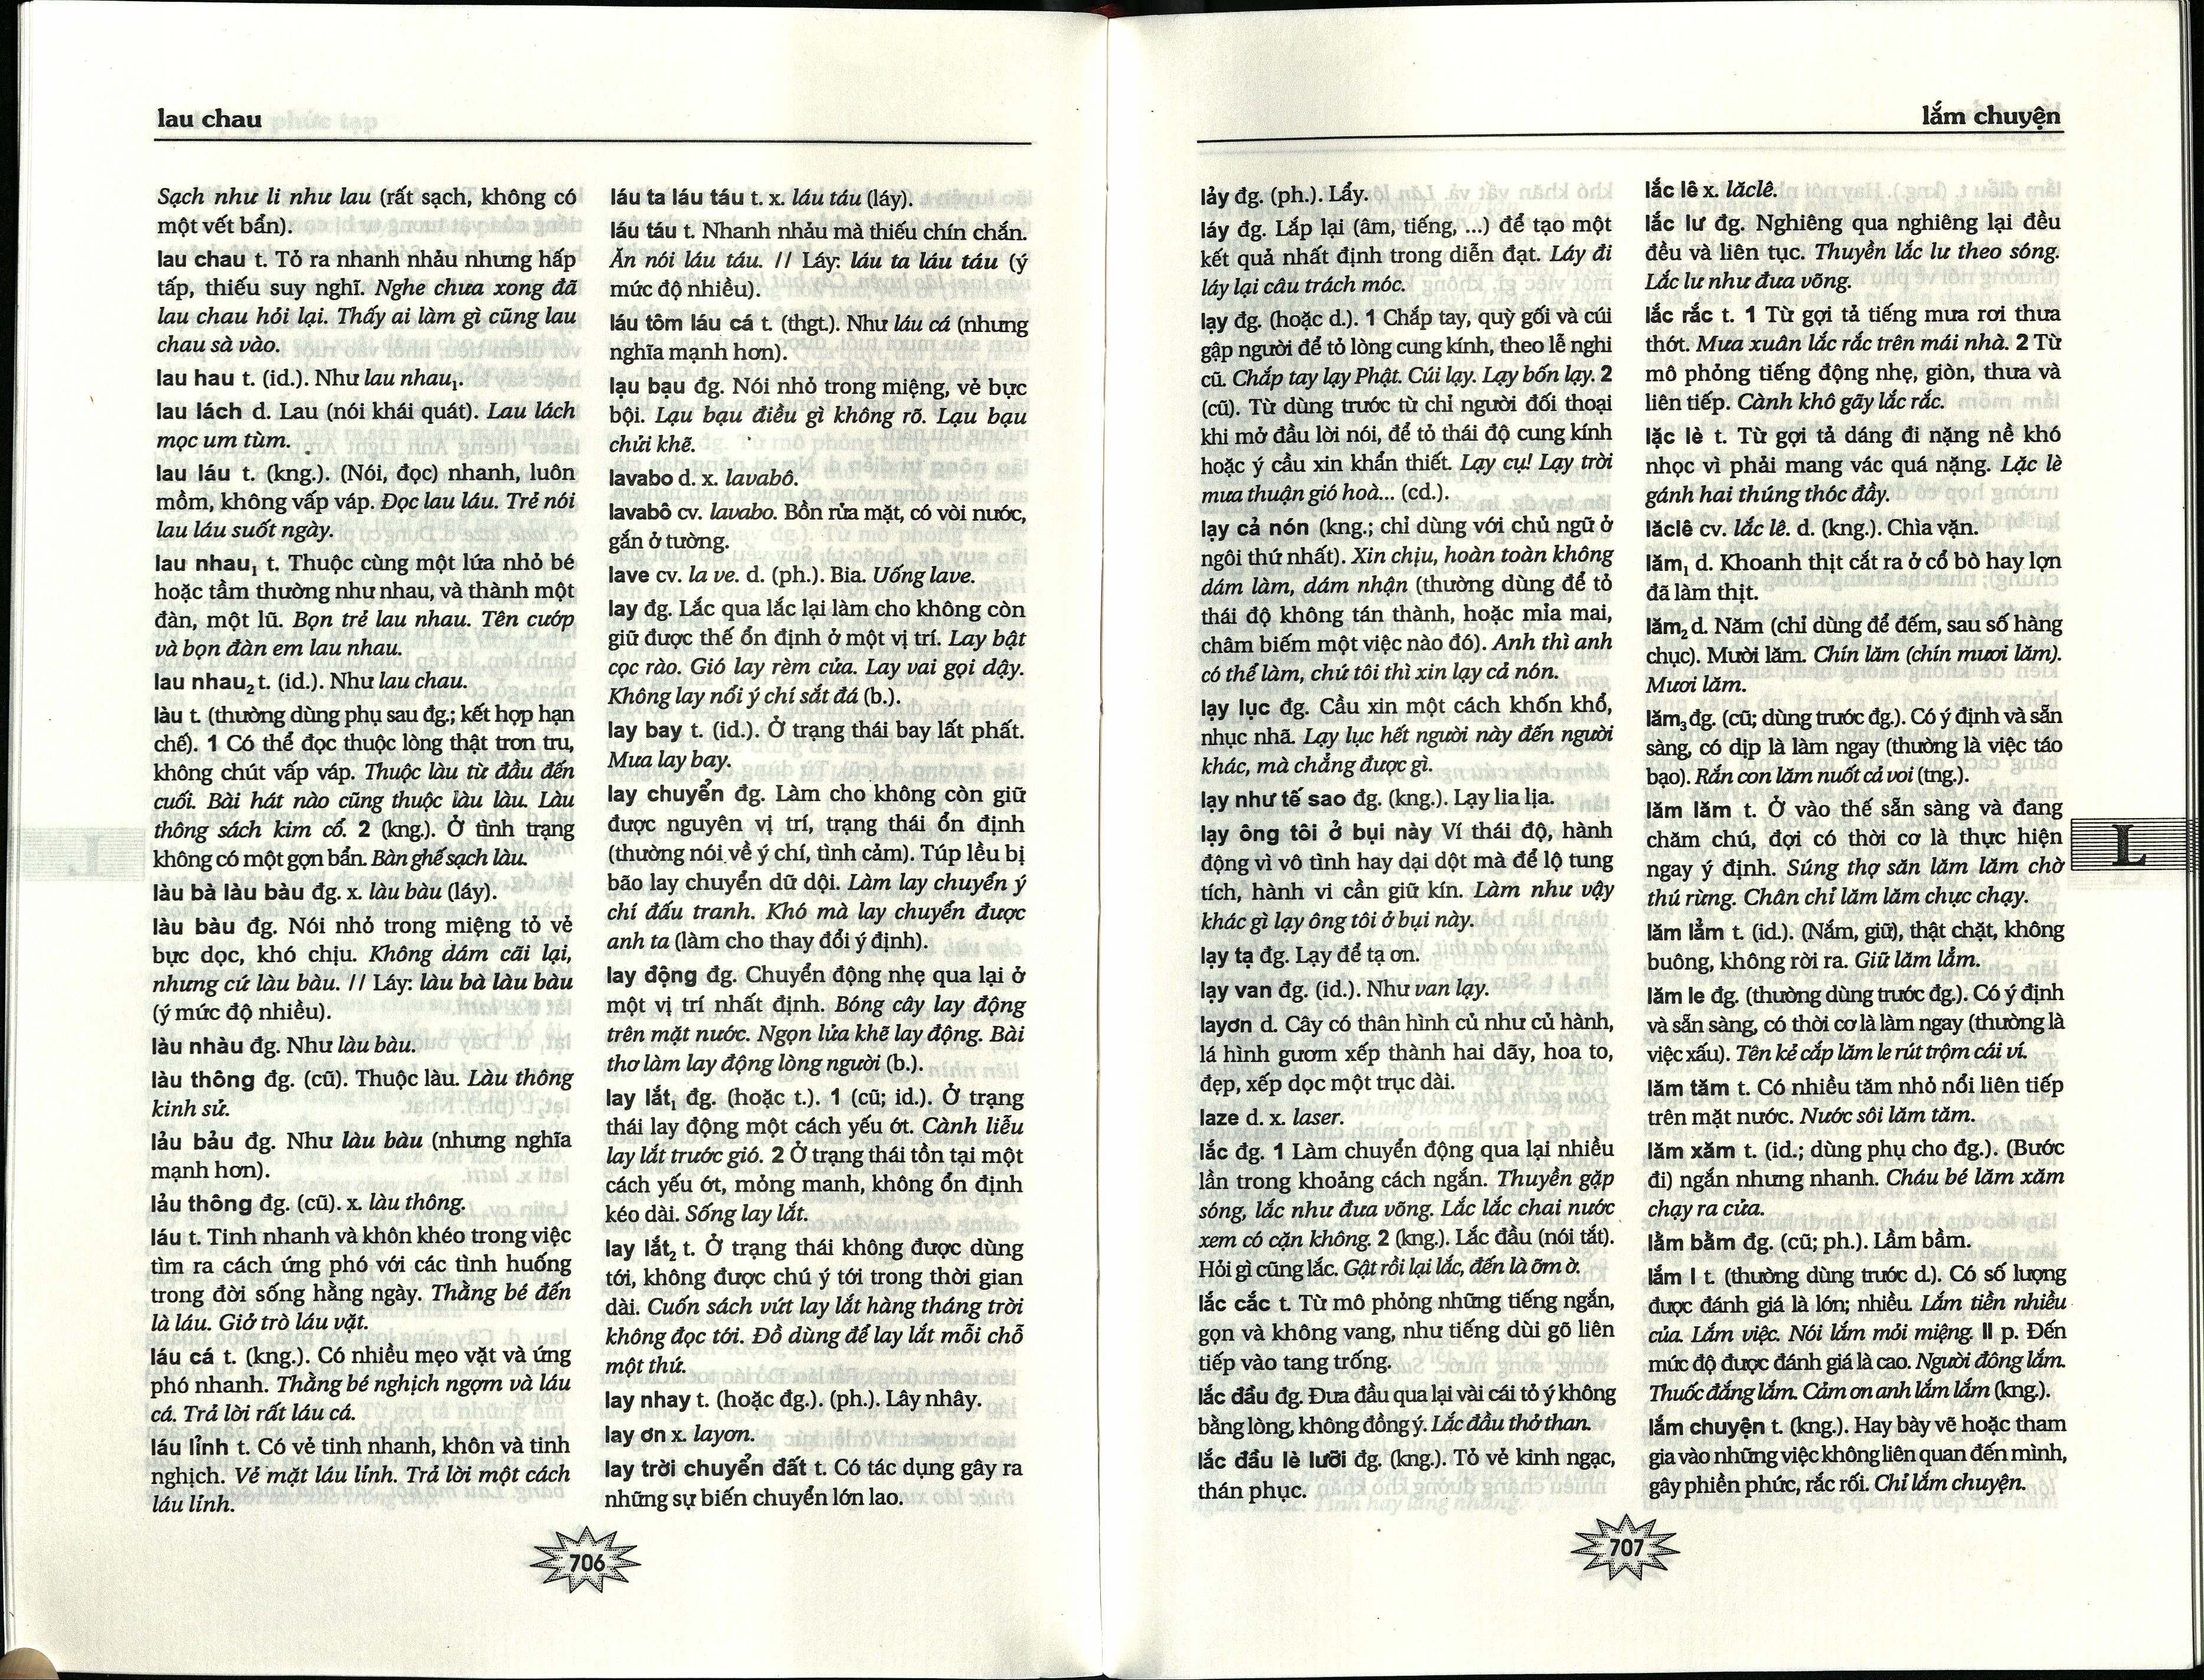 lau chau
Sạch như li như lau (rất sạch, không có
một vết bẩn).
lau chau t. Tỏ ra nhanh nhảu nhưng hấp
tấp, thiếu suy nghĩ. Nghe chưa xong đã
lau chau hỏi lại. Thấy ai làm gì cũng lau
chau sà vào.
lau hau t. (id.). Như lau nhau₁.
lau lách d. Lau (nói khái quát). Lau lách
mọc um tùm.
lau láu t. (kng.). (Nói, đọc) nhanh, luôn
mồm, không vấp váp. Đọc lau láu. Trẻ nói
lau láu suốt ngày.
lau nhau₁ t. Thuộc cùng một lứa nhỏ bé
hoặc tầm thường như nhau, và thành một
đàn, một lũ. Bọn trẻ lau nhau. Tên cướp
và bọn đàn em lau nhau.
lau nhau₂ t. (id.). Như lau chau.
làu t. (thường dùng phụ sau đg.; kết hợp hạn
chế). 1 Có thể đọc thuộc lòng thật trơn tru,
không chút vấp váp. Thuộc làu từ đầu đến
cuối. Bài hát nào cũng thuộc làu làu. Làu
thông sách kim cổ. 2 (kng.). Ở tình trạng
không có một gợn bẩn. Bàn ghế sạch làu.
làu bà làu bàu đg. x. làu bàu (láy).
làu bàu đg. Nói nhỏ trong miệng tỏ vẻ
bực dọc, khó chịu. Không dám cãi lại,
nhưng cứ làu bàu. // Láy: làu bà làu bàu
(ý mức độ nhiều).
làu nhàu đg. Như làu bàu.
làu thông đg. (cũ). Thuộc làu. Làu thông
kinh sử.
lảu bảu đg. Như làu bàu (nhưng nghĩa
mạnh hơn).
lảu thông đg. (cũ). x. làu thông.
láu t. Tinh nhanh và khôn khéo trong việc
tìm ra cách ứng phó với các tình huống
trong đời sống hằng ngày. Thằng bé đến
là láu. Giở trò láu vặt.
láu cá t. (kng.). Có nhiều mẹo vặt và ứng
phó nhanh. Thằng bé nghịch ngợm và láu
cá. Trả lời rất láu cá.
láu lỉnh t. Có vẻ tinh nhanh, khôn và tinh
nghịch. Vẻ mặt láu lỉnh. Trả lời một cách
láu lỉnh.
láu ta láu táu t. x. láu táu (láy).
láu táu t. Nhanh nhảu mà thiếu chín chắn.
Ăn nói láu táu. // Láy: láu ta láu táu (ý
mức độ nhiều).
láu tôm láu cá t. (thgt.). Như láu cá (nhưng
nghĩa mạnh hơn).
lạu bạu đg. Nói nhỏ trong miệng, vẻ bực
bội. Lạu bạu điều gì không rõ. Lạu bạu
chửi khẽ.
lavabo d. x. lavabô.
lavabô cv. lavabo. Bồn rửa mặt, có vòi nước,
gắn ở tường.
lave cv. la ve. d. (ph.). Bia. Uống lave.
lay đg. Lắc qua lắc lại làm cho không còn
giữ được thế ổn định ở một vị trí. Lay bật
cọc rào. Gió lay rèm cửa. Lay vai gọi dậy.
Không lay nổi ý chí sắt đá (b.).
lay bay t. (id.). Ở trạng thái bay lất phất.
Mưa lay bay.
lay chuyển đg. Làm cho không còn giữ
được nguyên vị trí, trạng thái ổn định
(thường nói về ý chí, tình cảm). Túp lều bị
bão lay chuyển dữ dội. Làm lay chuyển ý
chí đấu tranh. Khó mà lay chuyển được
anh ta (làm cho thay đổi ý định).
lay động đg. Chuyển động nhẹ qua lại ở
một vị trí nhất định. Bóng cây lay động
trên mặt nước. Ngọn lửa khẽ lay động. Bài
thơ làm lay động lòng người (b.).
lay lắt₁ đg. (hoặc t.). 1 (cũ; id.). Ở trạng
thái lay động một cách yếu ớt. Cành liễu
lay lắt trước gió. 2 Ở trạng thái tồn tại một
cách yếu ớt, mỏng manh, không ổn định
kéo dài. Sống lay lắt.
lay lắt₂ t. Ở trạng thái không được dùng
tới, không được chú ý tới trong thời gian
dài. Cuốn sách vứt lay lắt hàng tháng trời
không đọc tới. Đồ dùng để lay lắt mỗi chỗ
một thứ.
lay nhay t. (hoặc đg.). (ph.). Lây nhây.
lay ơn x. layơn.
lay trời chuyển đất t. Có tác dụng gây ra
những sự biến chuyển lớn lao.
706
lắm chuyện
lảy đg. (ph.). Lẩy.
láy đg. Lắp lại (âm, tiếng, ...) để tạo một
kết quả nhất định trong diễn đạt. Láy đi
láy lại câu trách móc.
lạy đg. (hoặc d.). 1 Chắp tay, quỳ gối và cúi
gập người để tỏ lòng cung kính, theo lễ nghi
cũ. Chắp tay lạy Phật. Cúi lạy. Lạy bốn lạy. 2
(cũ). Từ dùng trước từ chỉ người đối thoại
khi mở đầu lời nói, để tỏ thái độ cung kính
hoặc ý cầu xin khẩn thiết. Lạy cụ! Lạy trời
mưa thuận gió hoà... (cd.).
lạy cả nón (kng.; chỉ dùng với chủ ngữ ở
ngôi thứ nhất). Xin chịu, hoàn toàn không
dám làm, dám nhận (thường dùng để tỏ
thái độ không tán thành, hoặc mỉa mai,
châm biếm một việc nào đó). Anh thì anh
có thể làm, chứ tôi thì xin lạy cả nón.
lạy lục đg. Cầu xin một cách khốn khổ,
nhục nhã. Lạy lục hết người này đến người
khác, mà chẳng được gì.
lạy như tế sao đg. (kng.). Lạy lia lịa.
lạy ông tôi ở bụi này Ví thái độ, hành
động vì vô tình hay dại dột mà để lộ tung
tích, hành vi cần giữ kín. Làm như vậy
khác gì lạy ông tôi ở bụi này.
lạy tạ đg. Lạy để tạ ơn.
lạy van đg. (id.). Như van lạy.
layơn d. Cây có thân hình củ như củ hành,
lá hình gươm xếp thành hai dãy, hoa to,
đẹp, xếp dọc một trục dài.
laze d. x. laser.
lắc đg. 1 Làm chuyển động qua lại nhiều
lần trong khoảng cách ngắn. Thuyền gặp
sóng, lắc như đưa võng. Lắc lắc chai nước
xem có cặn không. 2 (kng.). Lắc đầu (nói tắt).
Hỏi gì cũng lắc. Gật rồi lại lắc, đến là ỡm ờ.
lắc cắc t. Từ mô phỏng những tiếng ngắn,
gọn và không vang, như tiếng dùi gõ liên
tiếp vào tang trống.
lắc đầu đg. Đưa đầu qua lại vài cái tỏ ý không
bằng lòng, không đồng ý. Lắc đầu thở than.
lắc đầu lè lưỡi đg. (kng.). Tỏ vẻ kinh ngạc,
thán phục.
lắc lê x. lăclê.
lắc lư đg. Nghiêng qua nghiêng lại đều
đều và liên tục. Thuyền lắc lư theo sóng.
Lắc lư như đưa võng.
lắc rắc t. 1 Từ gợi tả tiếng mưa rơi thưa
thớt. Mưa xuân lắc rắc trên mái nhà. 2 Từ
mô phỏng tiếng động nhẹ, giòn, thưa và
liên tiếp. Cành khô gãy lắc rắc.
lặc lè t. Từ gợi tả dáng đi nặng nề khó
nhọc vì phải mang vác quá nặng. Lặc lè
gánh hai thúng thóc đầy.
lăclê cv. lắc lê. d. (kng.). Chìa vặn.
lăm₁ d. Khoanh thịt cắt ra ở cổ bò hay lợn
đã làm thịt.
lăm₂ d. Năm (chỉ dùng để đếm, sau số hàng
chục). Mười lăm. Chín lăm (chín mươi lăm).
Mươi lăm.
lăm₃ đg. (cũ; dùng trước đg.). Có ý định và sẵn
sàng, có dịp là làm ngay (thường là việc táo
bạo). Rắn con lăm nuốt cả voi (tng.).
lăm lăm t. Ở vào thế sẵn sàng và đang
chăm chú, đợi có thời cơ là thực hiện
ngay ý định. Súng thợ săn lăm lăm chờ
thú rừng. Chân chỉ lăm lăm chực chạy.
lăm lẳm t. (id.). (Nắm, giữ), thật chặt, không
buông, không rời ra. Giữ lăm lẳm.
lăm le đg. (thường dùng trước đg.). Có ý định
và sẵn sàng, có thời cơ là làm ngay (thường là
việc xấu). Tên kẻ cắp lăm le rút trộm cái ví.
lăm tăm t. Có nhiều tăm nhỏ nổi liên tiếp
trên mặt nước. Nước sôi lăm tăm.
lăm xăm t. (id.; dùng phụ cho đg.). (Bước
đi) ngắn nhưng nhanh. Cháu bé lăm xăm
chạy ra cửa.
lằm bằm đg. (cũ; ph.). Lầm bầm.
lắm I t. (thường dùng trước d.). Có số lượng
được đánh giá là lớn; nhiều. Lắm tiền nhiều
của. Lắm việc. Nói lắm mỏi miệng. II p. Đến
mức độ được đánh giá là cao. Người đông lắm.
Thuốc đắng lắm. Cảm ơn anh lắm lắm (kng.).
lắm chuyện t. (kng.). Hay bày vẽ hoặc tham
gia vào những việc không liên quan đến mình,
gây phiền phức, rắc rối. Chỉ lắm chuyện.
L
707